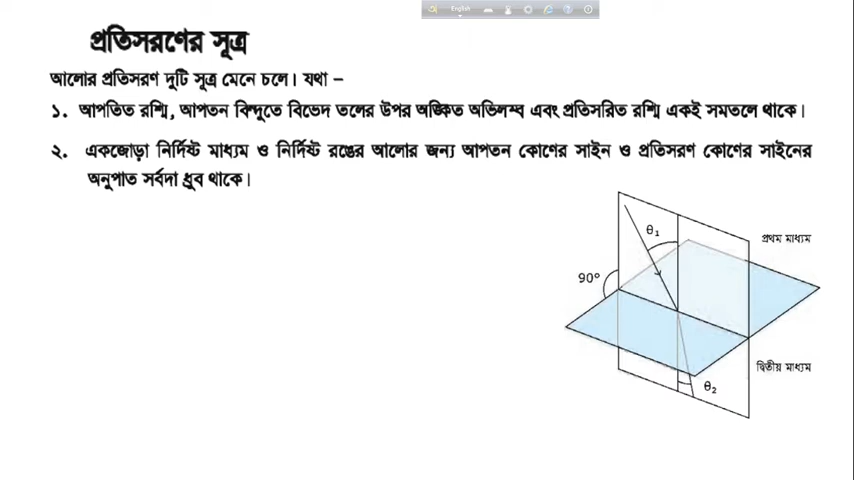 English
প্রতিসরণের সূত্র
আলোর প্রতিসরণ দুটি সূত্র মেনে চলে। যথা –
১. আপতিত রশ্মি, আপতন বিন্দুতে বিভেদ তলের উপর অঙ্কিত অভিলম্ব এবং প্রতিসরিত রশ্মি একই সমতলে থাকে।
২. একজোড়া নির্দিষ্ট মাধ্যম ও নির্দিষ্ট রঙের আলোর জন্য আপতন কোণের সাইন ও প্রতিসরণ কোণের সাইনের
অনুপাত সর্বদা ধ্রুব থাকে।
θ₁
প্রথম মাধ্যম
90°
দ্বিতীয় মাধ্যম
θ₂